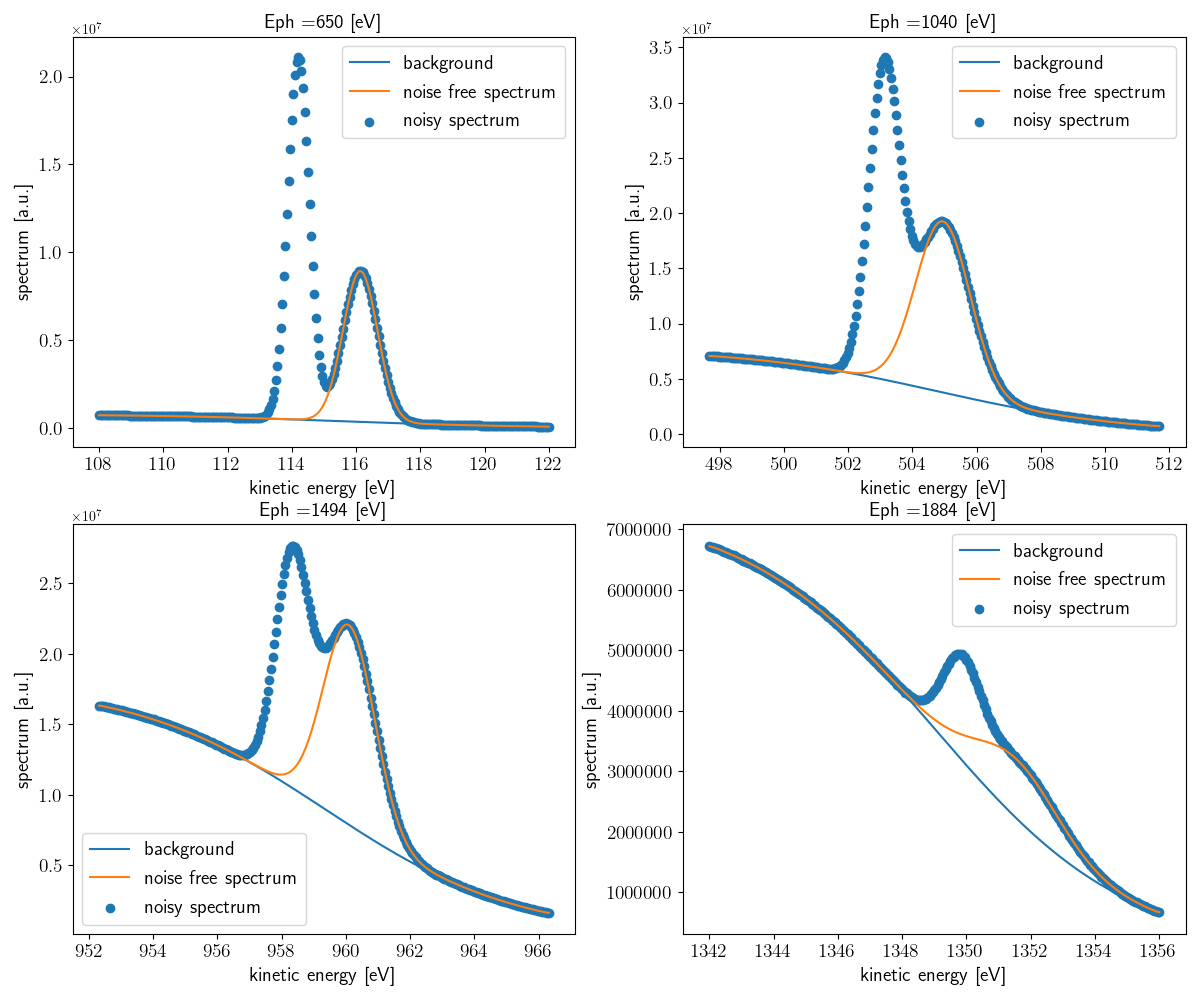 Eph =650 [eV]
×10⁷
2.0
1.5
1.0
0.5
0.0
spectrum [a.u.]
background
noise free spectrum
noisy spectrum
108 110 112 114 116 118 120 122
kinetic energy [eV]
Eph =1040 [eV]
×10⁷
3.5
3.0
2.5
2.0
1.5
1.0
0.5
0.0
spectrum [a.u.]
background
noise free spectrum
noisy spectrum
498 500 502 504 506 508 510 512
kinetic energy [eV]
Eph =1494 [eV]
×10⁷
2.5
2.0
1.5
1.0
0.5
spectrum [a.u.]
background
noise free spectrum
noisy spectrum
952 954 956 958 960 962 964 966
kinetic energy [eV]
Eph =1884 [eV]
7000000
6000000
5000000
4000000
3000000
2000000
1000000
spectrum [a.u.]
background
noise free spectrum
noisy spectrum
1342 1344 1346 1348 1350 1352 1354 1356
kinetic energy [eV]